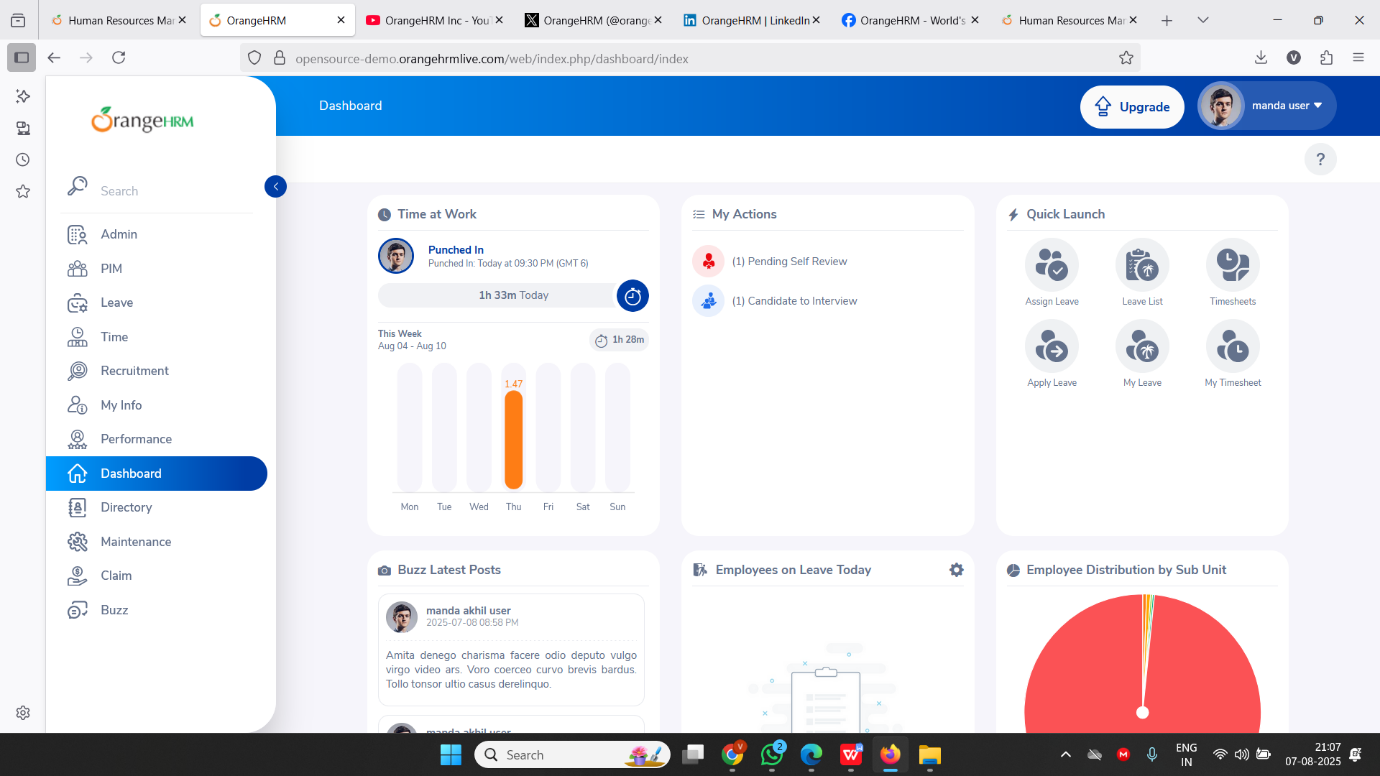 Human Resources Mar
OrangeHRM
OrangeHRM Inc - You
OrangeHRM (@orange
OrangeHRM | LinkedIn
OrangeHRM - World's
Human Resources Mar
opensource-demo.orangehrmlive.com/web/index.php/dashboard/index
V
OrangeHRM
Search
Admin
PIM
Leave
Time
Recruitment
My Info
Performance
Dashboard
Directory
Maintenance
Claim
Buzz
Dashboard
Upgrade
manda user
?
Time at Work
Punched In
Punched In: Today at 09:30 PM (GMT 6)
1h 33m Today
This Week
Aug 04 - Aug 10
1h 28m
1.47
Mon Tue Wed Thu Fri Sat Sun
My Actions
(1) Pending Self Review
(1) Candidate to Interview
Quick Launch
Assign Leave
Leave List
Timesheets
Apply Leave
My Leave
My Timesheet
Buzz Latest Posts
manda akhil user
2025-07-08 08:58 PM
Amita denego charisma facere odio deputo vulgo
virgo video ars. Voro coerceo curvo brevis bardus.
Tollo tonsor ultio casus derelinquo.
manda akhil user
Employees on Leave Today
Employee Distribution by Sub Unit
Search
V
2
W
M
ENG
IN
21:07
07-08-2025